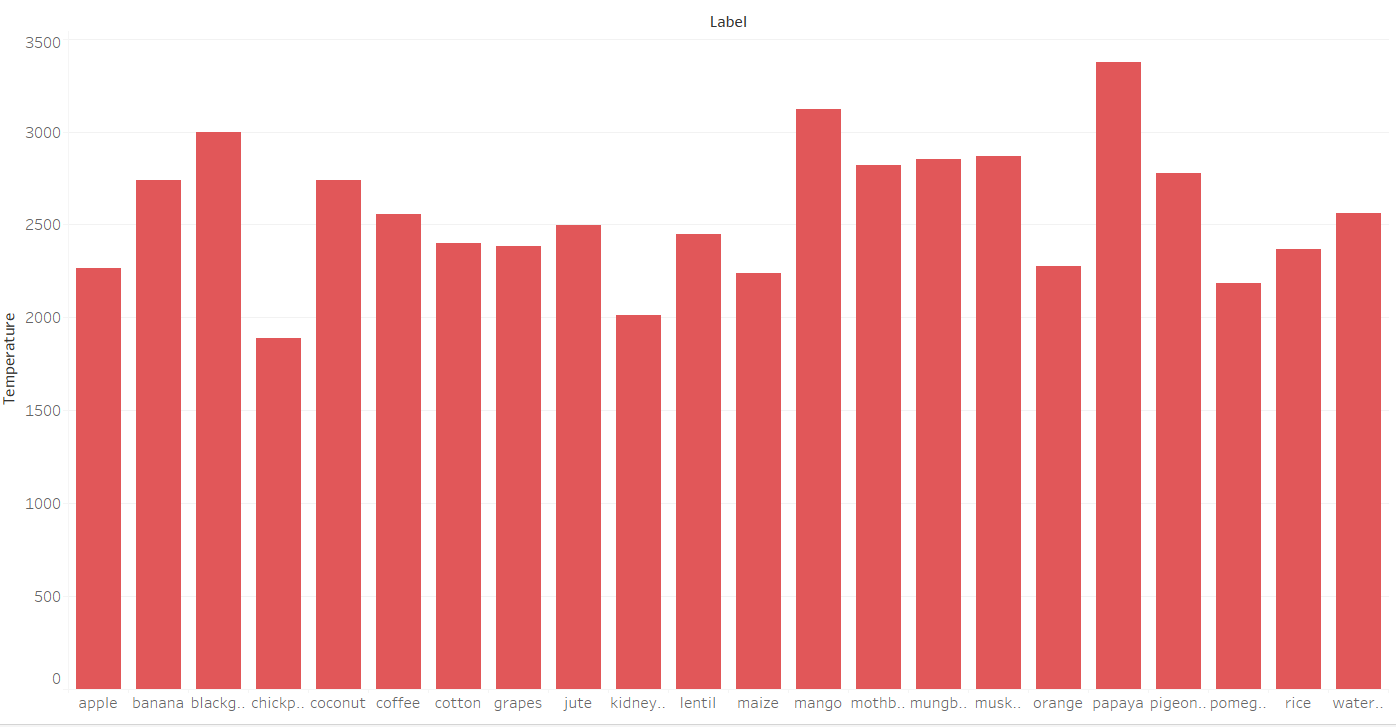 Label
3500
3000
2500
2000
1500
1000
500
0
Temperature
apple banana blackg.. chickp.. coconut coffee cotton grapes jute kidney.. lentil maize mango mothb.. mungb.. musk.. orange papaya pigeon.. pomeg.. rice water..